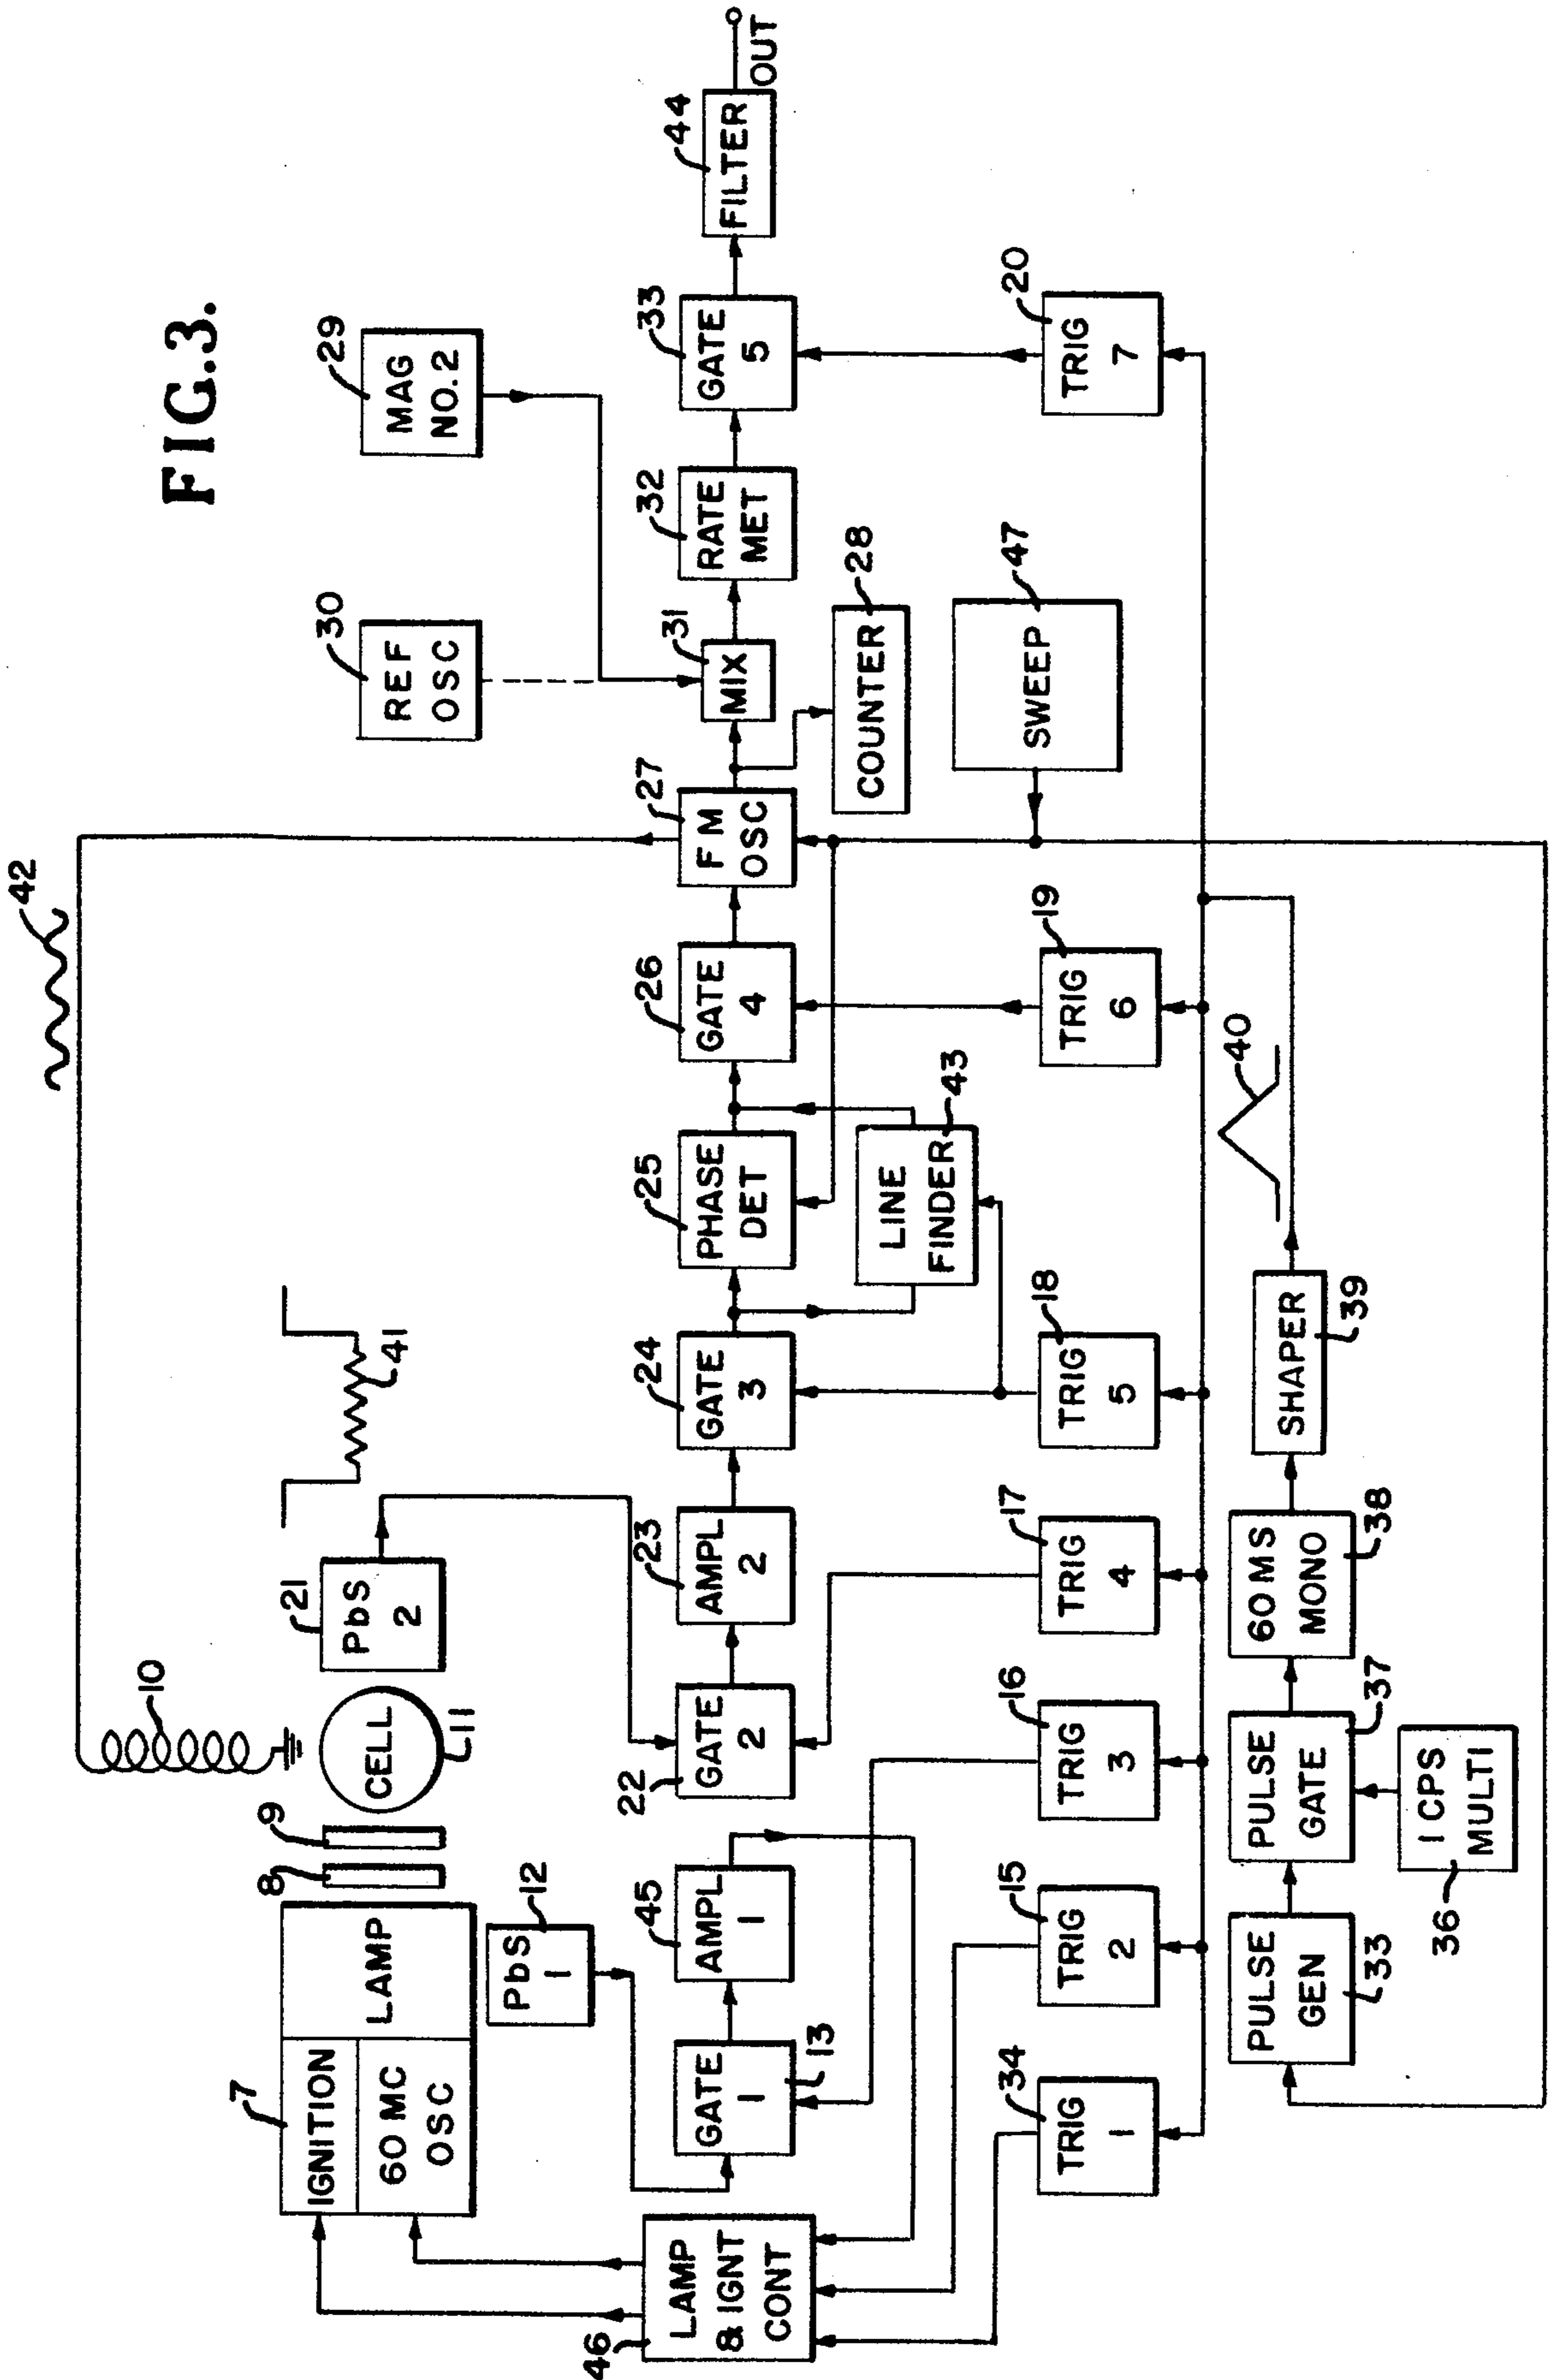 FIG.3.
42
10
41
7
IGNITION
60 MC
OSC
LAMP
8
9
CELL
11
21
PbS
2
30
REF
OSC
29
MAG
NO.2
12
PbS
1
46
LAMP
& IGNT
CONT
GATE
1
13
45
AMPL
1
22
GATE
2
23
AMPL
2
24
GATE
3
25
PHASE
DET
26
GATE
4
27
FM
OSC
31
MIX
32
RATE
MET
33
GATE
5
44
FILTER
OUT
LINE
FINDER
43
COUNTER
28
SWEEP
47
34
TRIG
1
15
TRIG
2
16
TRIG
3
17
TRIG
4
18
TRIG
5
19
TRIG
6
20
TRIG
7
40
PULSE
GEN
33
PULSE
GATE
37
60 MS
MONO
38
SHAPER
39
36
1 CPS
MULTI